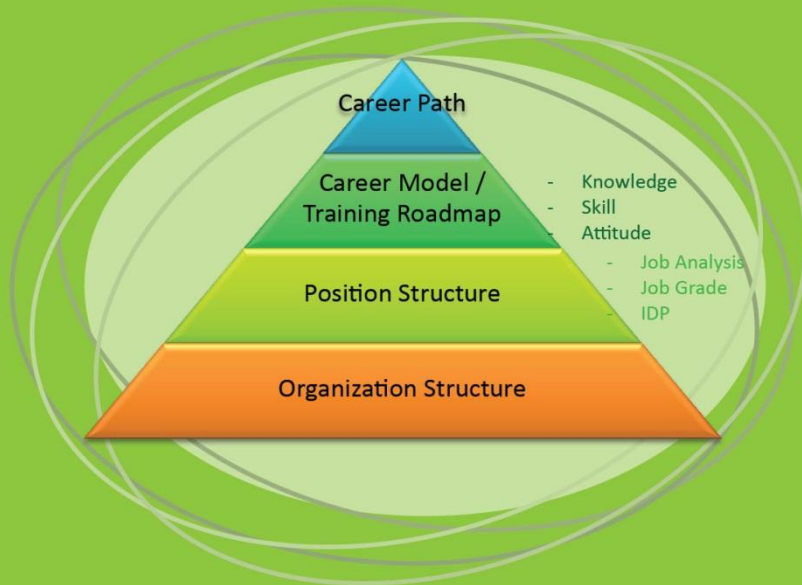 Career Path
Career Model /
Training Roadmap
- Knowledge
- Skill
- Attitude
- Job Analysis
- Job Grade
- IDP
Position Structure
Organization Structure